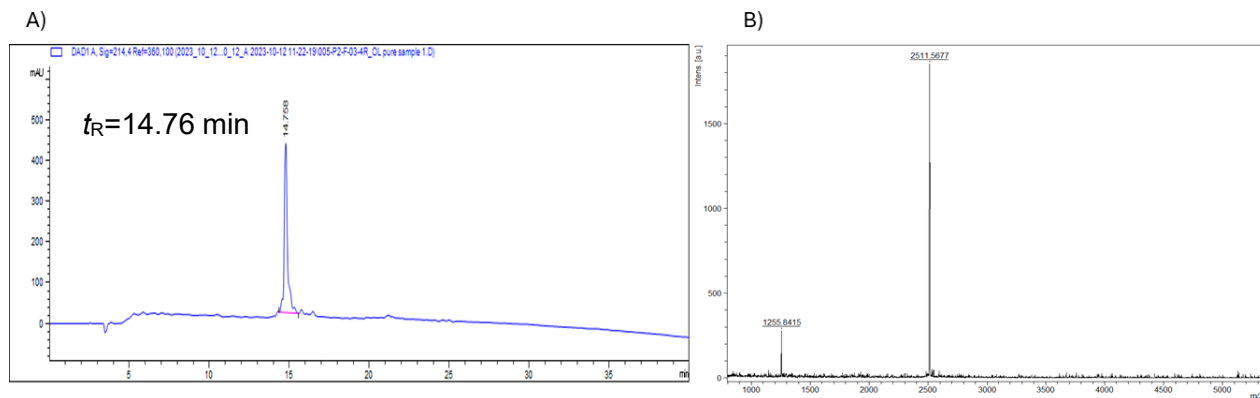 A)
DAD1 A, Sig=214,4 Ref=360,100 (2023_10_12...0_12_A 2023-10-12 11-22-19\005-P2-F-03-4R_OL pure sample 1.D)
mAU
tR=14.76 min
14.758
500
400
300
200
100
0
5 10 15 20 25 30 35 min
B)
Intens. [a.u.]
2511.5677
1255.8415
1500
1000
500
0
1000 1500 2000 2500 3000 3500 4000 4500 5000